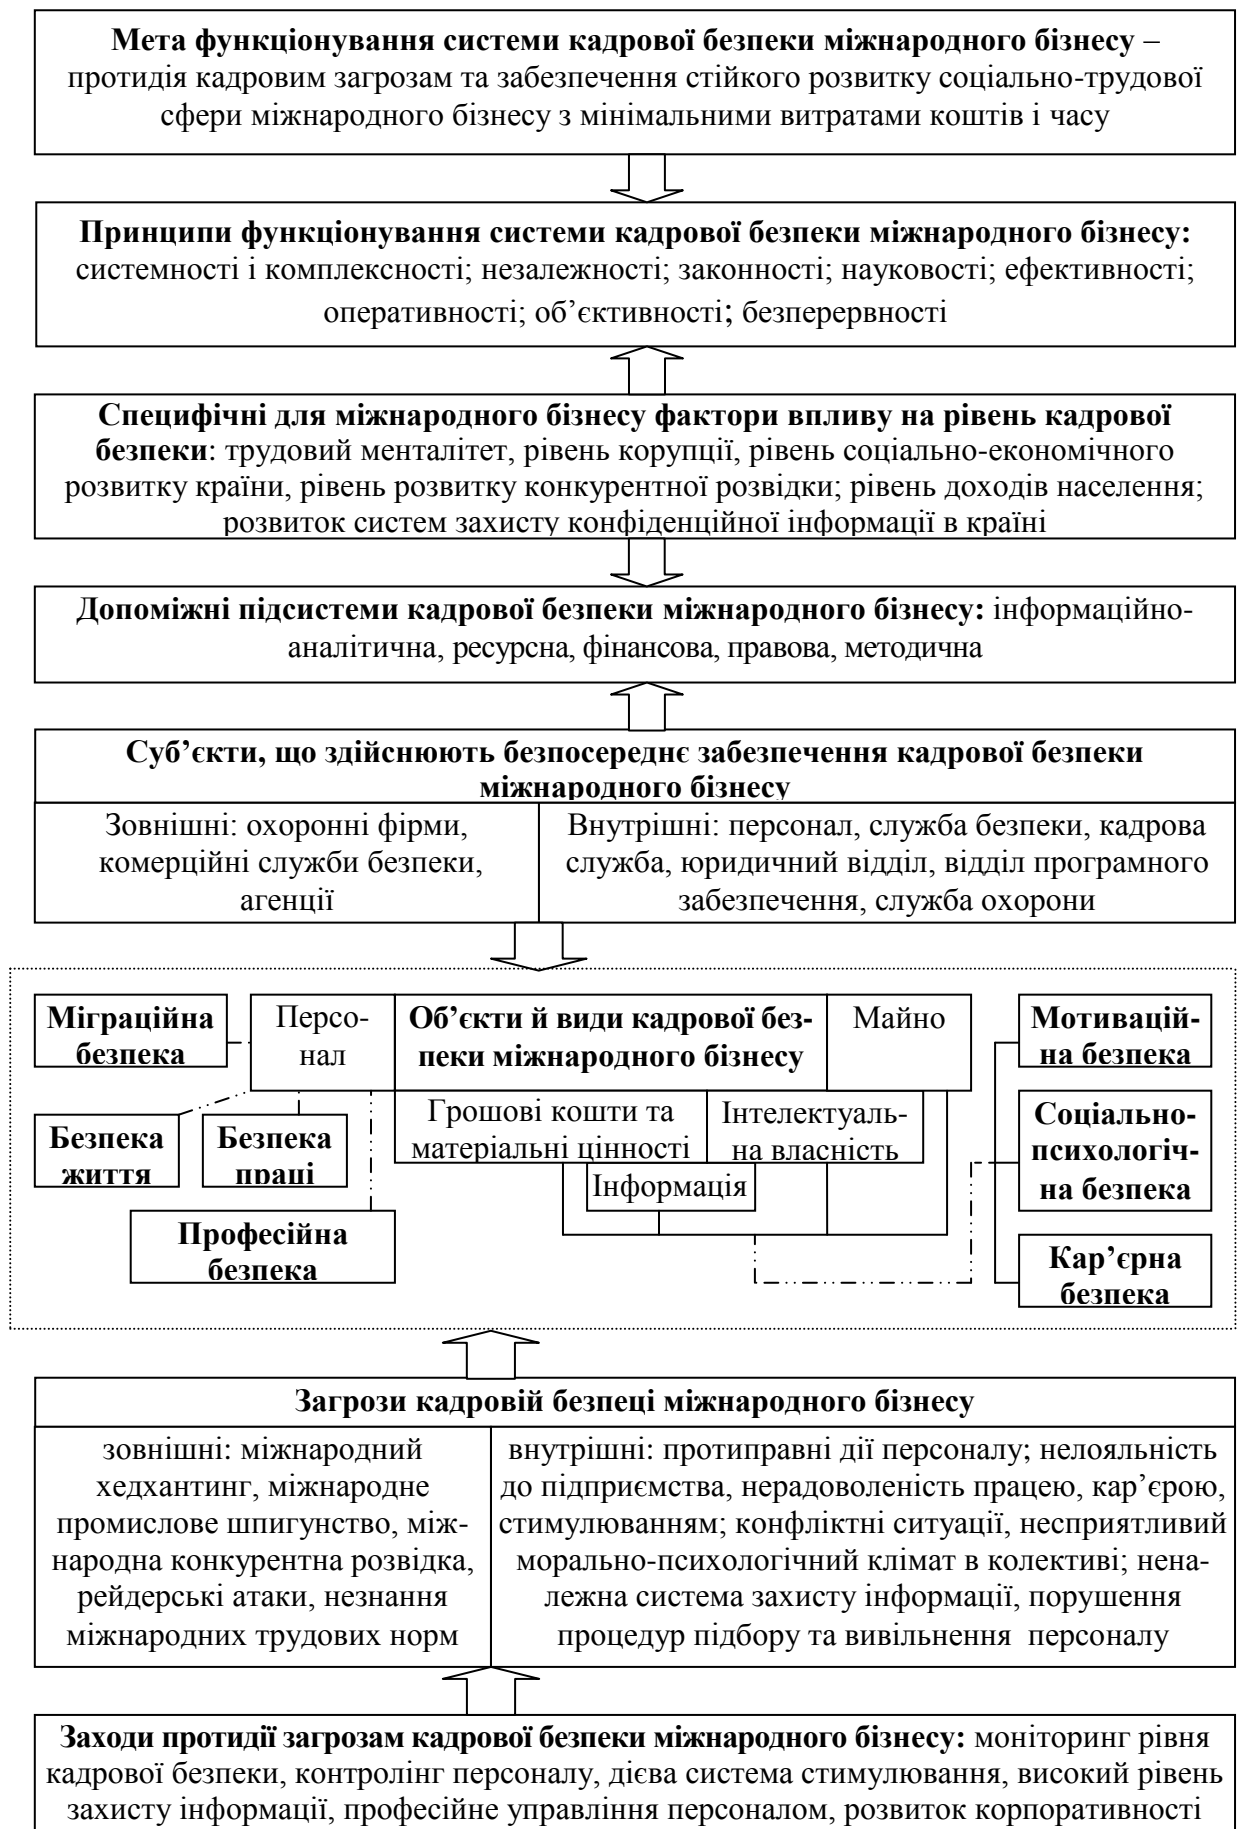 Мета функціонування системи кадрової безпеки міжнародного бізнесу –
протидія кадровим загрозам та забезпечення стійкого розвитку соціально-трудової
сфери міжнародного бізнесу з мінімальними витратами коштів і часу
Принципи функціонування системи кадрової безпеки міжнародного бізнесу:
системності і комплексності; незалежності; законності; науковості; ефективності;
оперативності; об’єктивності; безперервності
Специфічні для міжнародного бізнесу фактори впливу на рівень кадрової
безпеки: трудовий менталітет, рівень корупції, рівень соціально-економічного
розвитку країни, рівень розвитку конкурентної розвідки; рівень доходів населення;
розвиток систем захисту конфіденційної інформації в країні
Допоміжні підсистеми кадрової безпеки міжнародного бізнесу: інформаційно-
аналітична, ресурсна, фінансова, правова, методична
Суб’єкти, що здійснюють безпосереднє забезпечення кадрової безпеки
міжнародного бізнесу
Зовнішні: охоронні фірми,
комерційні служби безпеки,
агенції
Внутрішні: персонал, служба безпеки, кадрова
служба, юридичний відділ, відділ програмного
забезпечення, служба охорони
Міграційна
безпека
Персо-
нал
Об’єкти й види кадрової без-
пеки міжнародного бізнесу
Майно
Мотивацій-
на безпека
Безпека
життя
Безпека
праці
Грошові кошти та
матеріальні цінності
Інтелектуаль-
на власність
Соціально-
психологіч-
на безпека
Інформація
Професійна
безпека
Кар’єрна
безпека
Загрози кадровій безпеці міжнародного бізнесу
зовнішні: міжнародний
хедхантинг, міжнародне
промислове шпигунство, між-
народна конкурентна розвідка,
рейдерські атаки, незнання
міжнародних трудових норм
внутрішні: протиправні дії персоналу; нелояльність
до підприємства, нерадоволеність працею, кар’єрою,
стимулюванням; конфліктні ситуації, несприятливий
морально-психологічний клімат в колективі; нена-
лежна система захисту інформації, порушення
процедур підбору та вивільнення персоналу
Заходи протидії загрозам кадрової безпеки міжнародного бізнесу: моніторинг рівня
кадрової безпеки, контролінг персоналу, дієва система стимулювання, високий рівень
захисту інформації, професійне управління персоналом, розвиток корпоративності